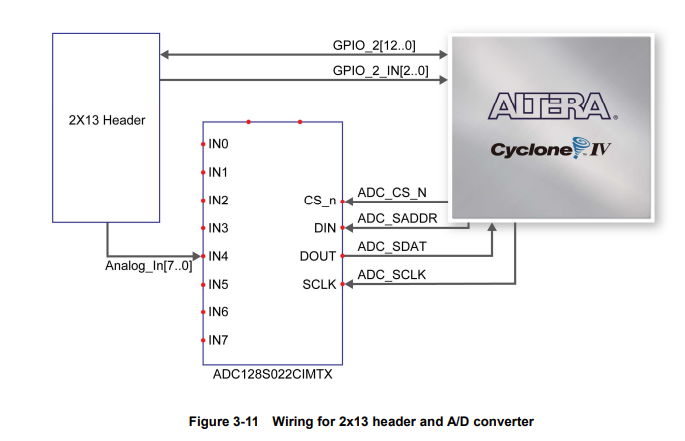 GPIO_2[12..0]
GPIO_2_IN[2..0]
2X13 Header
ALTERA®
Cyclone™ IV
IN0
IN1
IN2
CS_n
ADC_CS_N
IN3
DIN
ADC_SADDR
IN4
DOUT
ADC_SDAT
Analog_In[7..0]
IN5
SCLK
ADC_SCLK
IN6
IN7
ADC128S022CIMTX
Figure 3-11 Wiring for 2x13 header and A/D converter